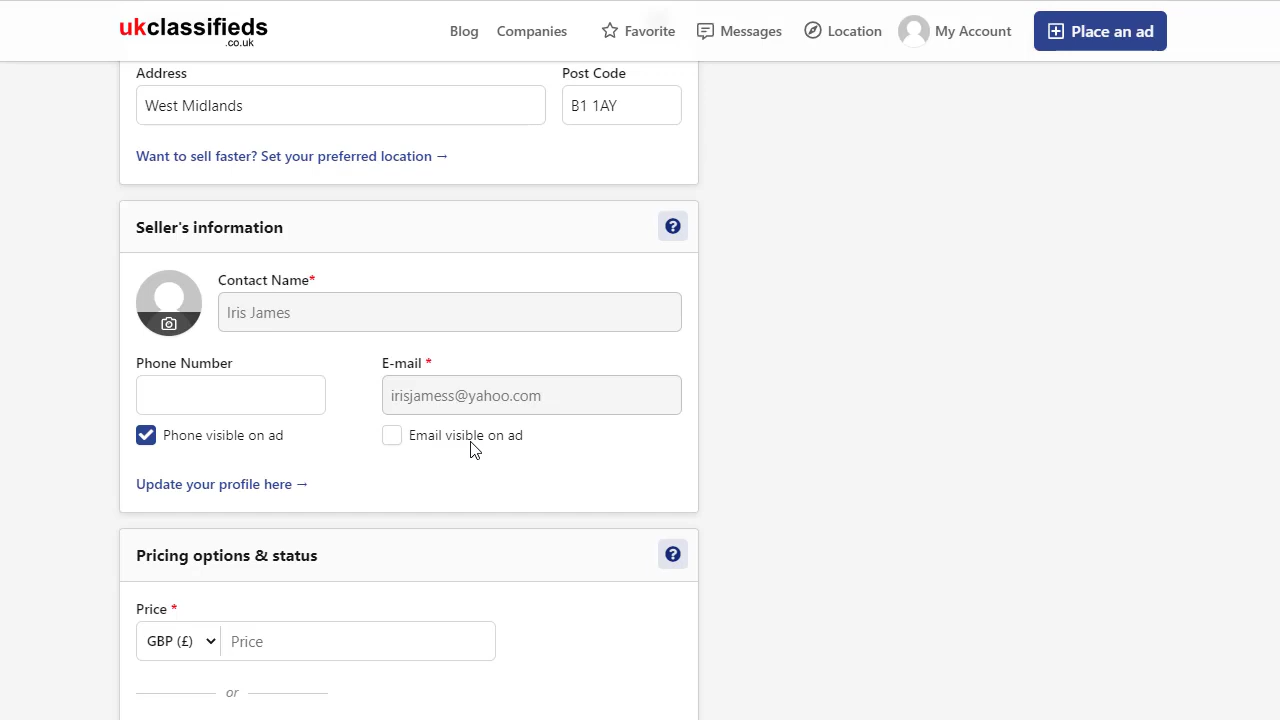 ukclassifieds
.co.uk
Blog Companies Favorite Messages Location My Account Place an ad
Address Post Code
West Midlands B1 1AY
Want to sell faster? Set your preferred location →
Seller's information
Contact Name*
Iris James
Phone Number E-mail *
irisjamess@yahoo.com
Phone visible on ad Email visible on ad
Update your profile here →
Pricing options & status
Price *
GBP (£) Price
or